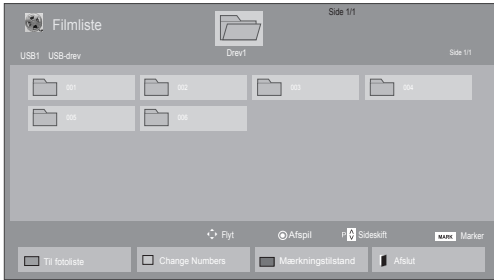 Side 1/1
Filmliste
Drev1
USB1 USB-drev
Side 1/1
001 002 003 004
005 006
Flyt Afspil P Sideskift MARK Marker
Til fotoliste Change Numbers Mærkningstilstand Afslut